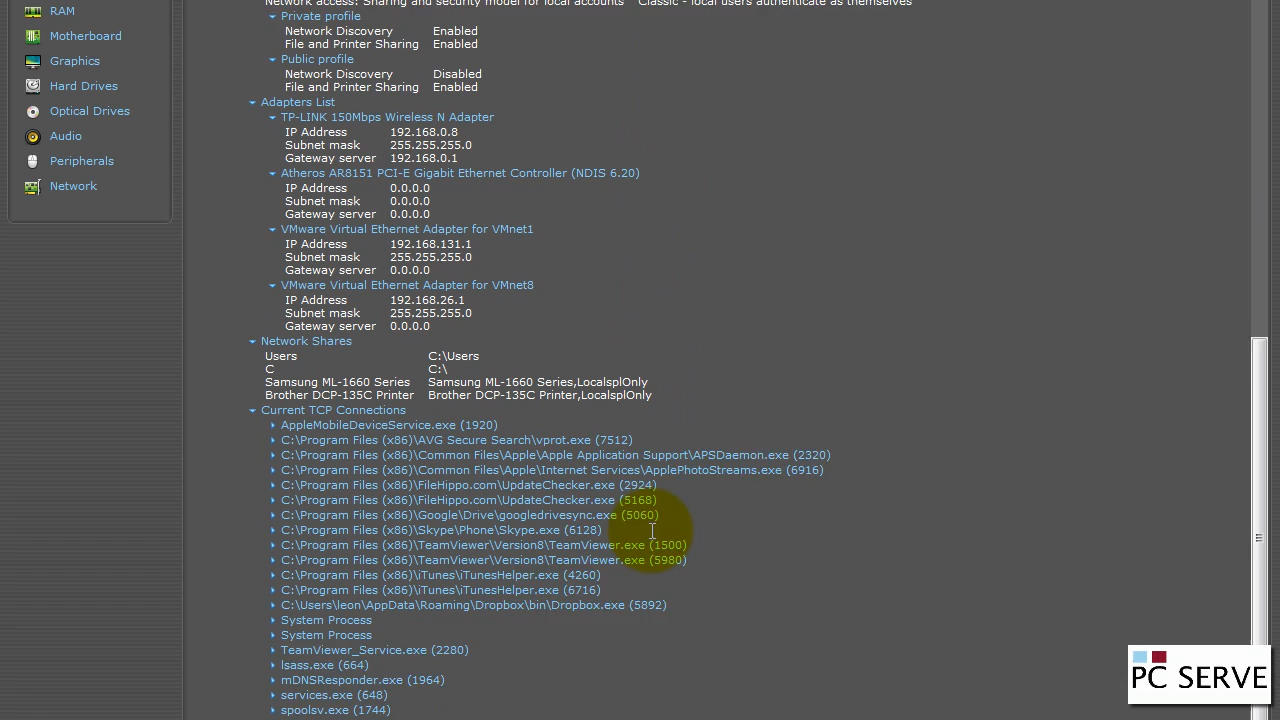 RAM
Motherboard
Graphics
Hard Drives
Optical Drives
Audio
Peripherals
Network
Network access: Sharing and security model for local accounts Classic - local users authenticate as themselves
Private profile
Network Discovery Enabled
File and Printer Sharing Enabled
Public profile
Network Discovery Disabled
File and Printer Sharing Enabled
Adapters List
TP-LINK 150Mbps Wireless N Adapter
IP Address 192.168.0.8
Subnet mask 255.255.255.0
Gateway server 192.168.0.1
Atheros AR8151 PCI-E Gigabit Ethernet Controller (NDIS 6.20)
IP Address 0.0.0.0
Subnet mask 0.0.0.0
Gateway server 0.0.0.0
VMware Virtual Ethernet Adapter for VMnet1
IP Address 192.168.131.1
Subnet mask 255.255.255.0
Gateway server 0.0.0.0
VMware Virtual Ethernet Adapter for VMnet8
IP Address 192.168.26.1
Subnet mask 255.255.255.0
Gateway server 0.0.0.0
Network Shares
Users C:\Users
C C:\
Samsung ML-1660 Series Samsung ML-1660 Series,LocalsplOnly
Brother DCP-135C Printer Brother DCP-135C Printer,LocalsplOnly
Current TCP Connections
AppleMobileDeviceService.exe (1920)
C:\Program Files (x86)\AVG Secure Search\vprot.exe (7512)
C:\Program Files (x86)\Common Files\Apple\Apple Application Support\APSDaemon.exe (2320)
C:\Program Files (x86)\Common Files\Apple\Internet Services\ApplePhotoStreams.exe (6916)
C:\Program Files (x86)\FileHippo.com\UpdateChecker.exe (2924)
C:\Program Files (x86)\FileHippo.com\UpdateChecker.exe (5168)
C:\Program Files (x86)\Google\Drive\googledrivesync.exe (5060)
C:\Program Files (x86)\Skype\Phone\Skype.exe (6128)
C:\Program Files (x86)\TeamViewer\Version8\TeamViewer.exe (1500)
C:\Program Files (x86)\TeamViewer\Version8\TeamViewer.exe (5980)
C:\Program Files (x86)\iTunes\iTunesHelper.exe (4260)
C:\Program Files (x86)\iTunes\iTunesHelper.exe (6716)
C:\Users\leon\AppData\Roaming\Dropbox\bin\Dropbox.exe (5892)
System Process
System Process
TeamViewer_Service.exe (2280)
lsass.exe (664)
mDNSResponder.exe (1964)
services.exe (648)
spoolsv.exe (1744)
PC SERVE